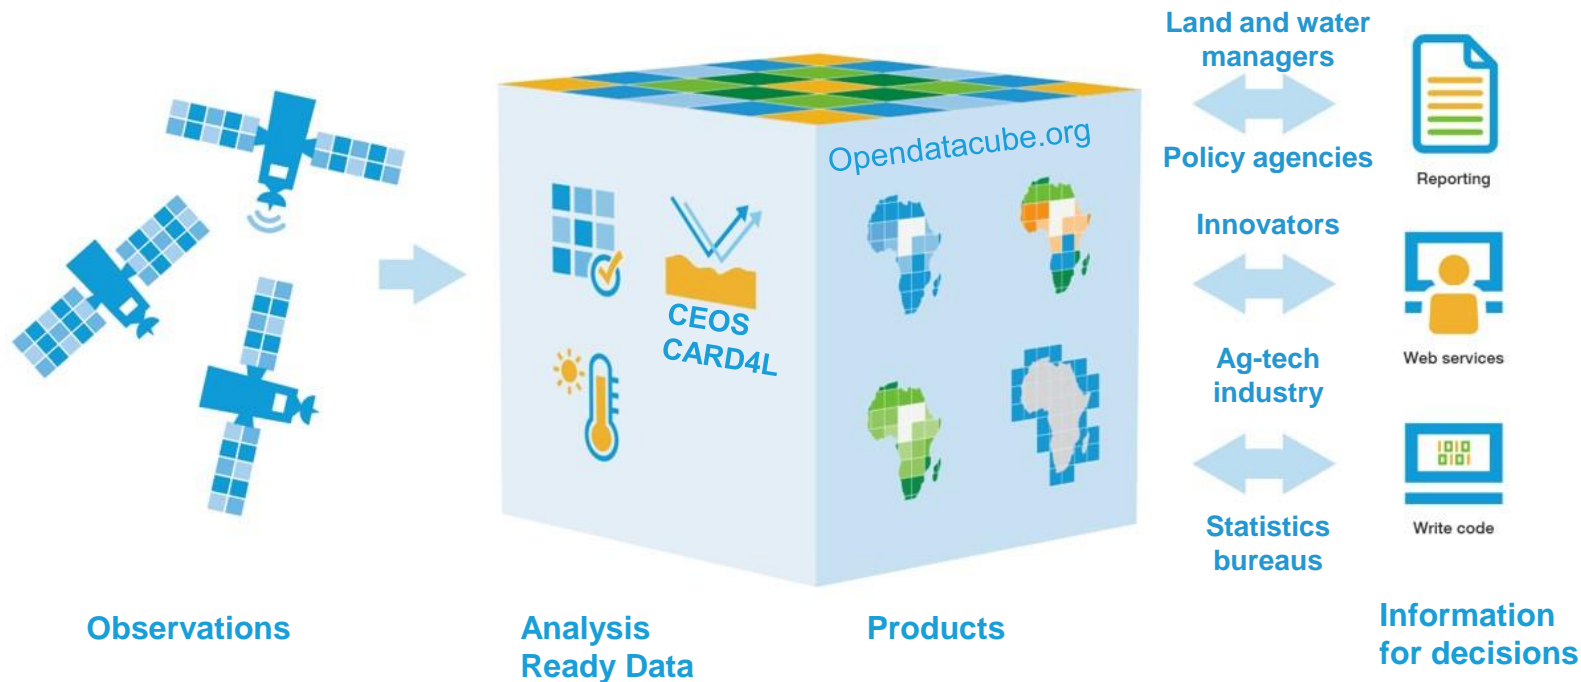 Land and water
managers
Policy agencies
Innovators
Ag-tech
industry
Statistics
bureaus
Opendatacube.org
CEOS
CARD4L
Reporting
Web services
0101
Write code
Observations
Analysis
Ready Data
Products
Information
for decisions